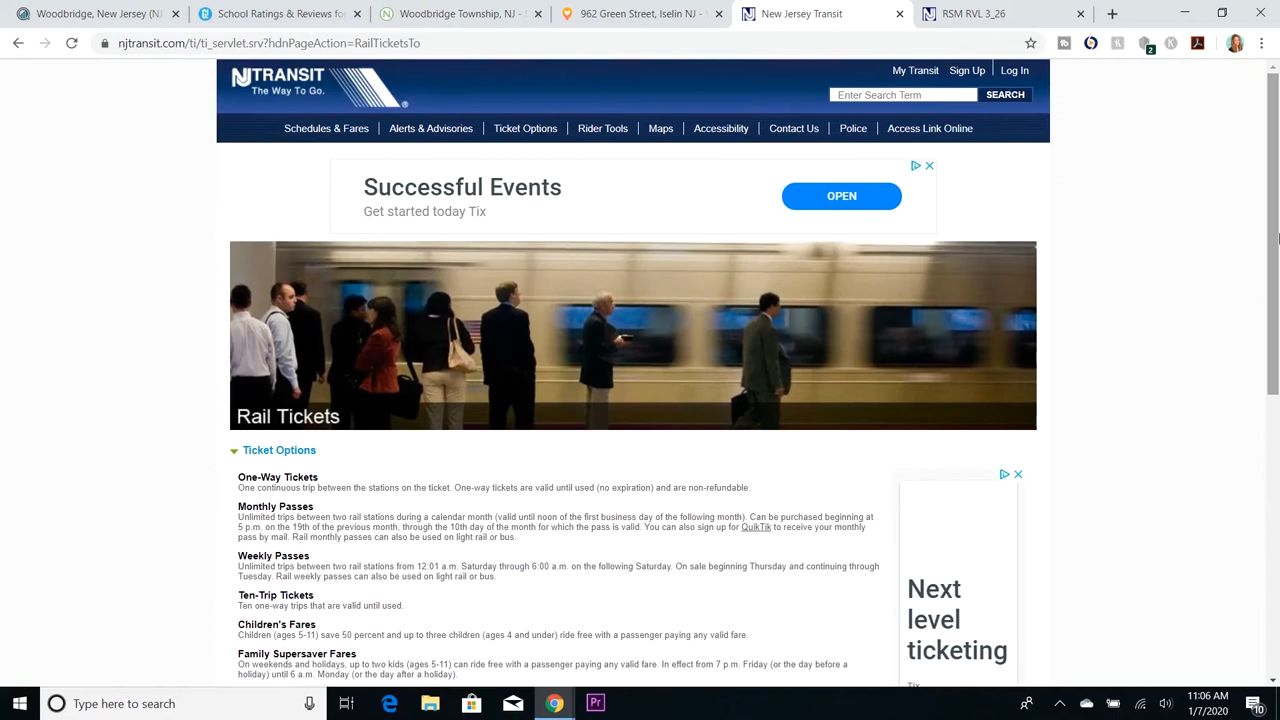 Woodbridge, New Jersey (NJ
5 Reasons You Need to
Woodbridge Township, NJ -
962 Green Street, Iselin NJ -
New Jersey Transit
RSM RVL 3_26
njtransit.com/ti/ti_servlet.srv?hdnPageAction=RailTicketsTo
2
NJTRANSIT
The Way To Go.
®
My Transit Sign Up Log In
Enter Search Term SEARCH
Schedules & Fares Alerts & Advisories Ticket Options Rider Tools Maps Accessibility Contact Us Police Access Link Online
Successful Events
Get started today Tix
OPEN
Rail Tickets
Ticket Options
One-Way Tickets
One continuous trip between the stations on the ticket. One-way tickets are valid until used (no expiration) and are non-refundable.
Monthly Passes
Unlimited trips between two rail stations during a calendar month (valid until noon of the first business day of the following month). Can be purchased beginning at
5 p.m. on the 19th of the previous month, through the 10th day of the month for which the pass is valid. You can also sign up for QuikTik to receive your monthly
pass by mail. Rail monthly passes can also be used on light rail or bus.
Weekly Passes
Unlimited trips between two rail stations from 12:01 a.m. Saturday through 6:00 a.m. on the following Saturday. On sale beginning Thursday and continuing through
Tuesday. Rail weekly passes can also be used on light rail or bus.
Ten-Trip Tickets
Ten one-way trips that are valid until used.
Children's Fares
Children (ages 5-11) save 50 percent and up to three children (ages 4 and under) ride free with a passenger paying any valid fare.
Family Supersaver Fares
On weekends and holidays, up to two kids (ages 5-11) can ride free with a passenger paying any valid fare. In effect from 7 p.m. Friday (or the day before a
holiday) until 6 a.m. Monday (or the day after a holiday).
Next
level
ticketing
Tix
Type here to search
Pr
11:06 AM
1/7/2020
10